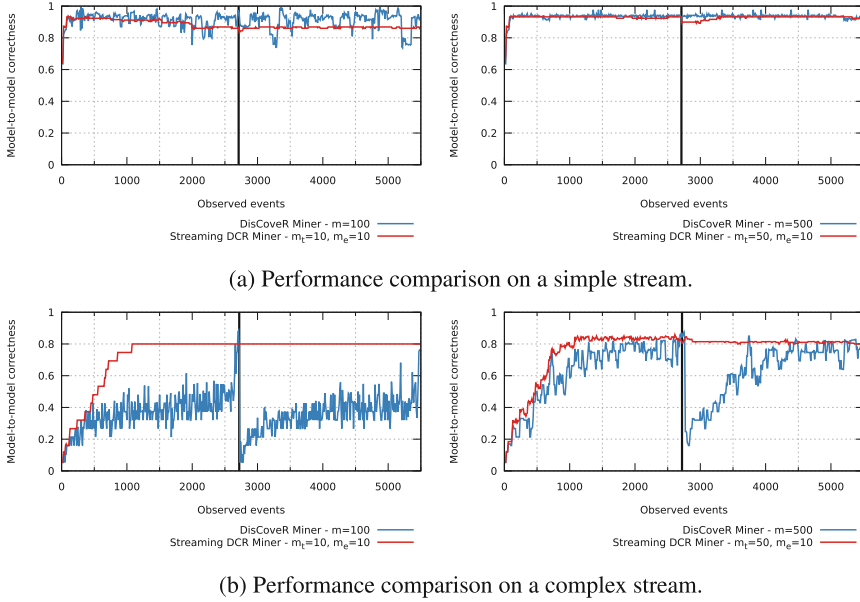 Model-to-model correctness
1
0.8
0.6
0.4
0.2
0
0 1000 2000 3000 4000 5000
Observed events
DisCoveR Miner - m=100
Streaming DCR Miner - mt=10, me=10
Model-to-model correctness
1
0.8
0.6
0.4
0.2
0
0 1000 2000 3000 4000 5000
Observed events
DisCoveR Miner - m=500
Streaming DCR Miner - mt=50, me=10
(a) Performance comparison on a simple stream.
Model-to-model correctness
1
0.8
0.6
0.4
0.2
0
0 1000 2000 3000 4000 5000
Observed events
DisCoveR Miner - m=100
Streaming DCR Miner - mt=10, me=10
Model-to-model correctness
1
0.8
0.6
0.4
0.2
0
0 1000 2000 3000 4000 5000
Observed events
DisCoveR Miner - m=500
Streaming DCR Miner - mt=50, me=10
(b) Performance comparison on a complex stream.